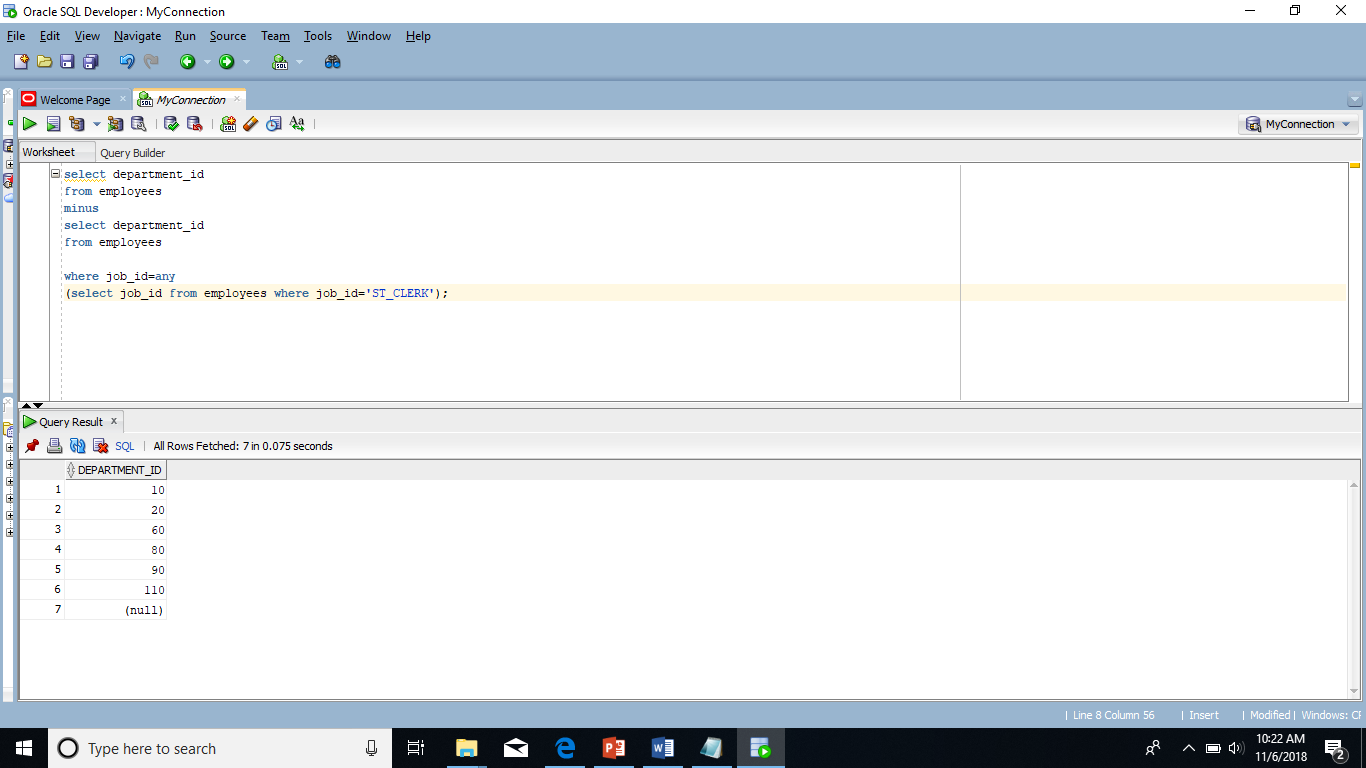 Oracle SQL Developer : MyConnection
File Edit View Navigate Run Source Team Tools Window Help
Welcome Page MyConnection
MyConnection
Worksheet Query Builder
select department_id
from employees
minus
select department_id
from employees
where job_id=any
(select job_id from employees where job_id='ST_CLERK');
Query Result
SQL | All Rows Fetched: 7 in 0.075 seconds
DEPARTMENT_ID
1 10
2 20
3 60
4 80
5 90
6 110
7 (null)
| Line 8 Column 56 | Insert | Modified | Windows: CF
Type here to search
10:22 AM
11/6/2018
2